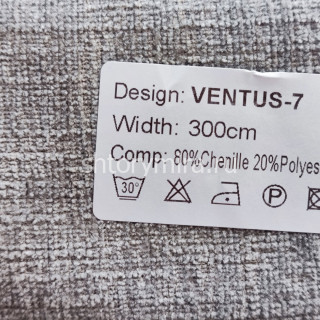 Design: VENTUS-7
Width: 300cm
Comp: 80%Chenille 20%Polyes
30°
P